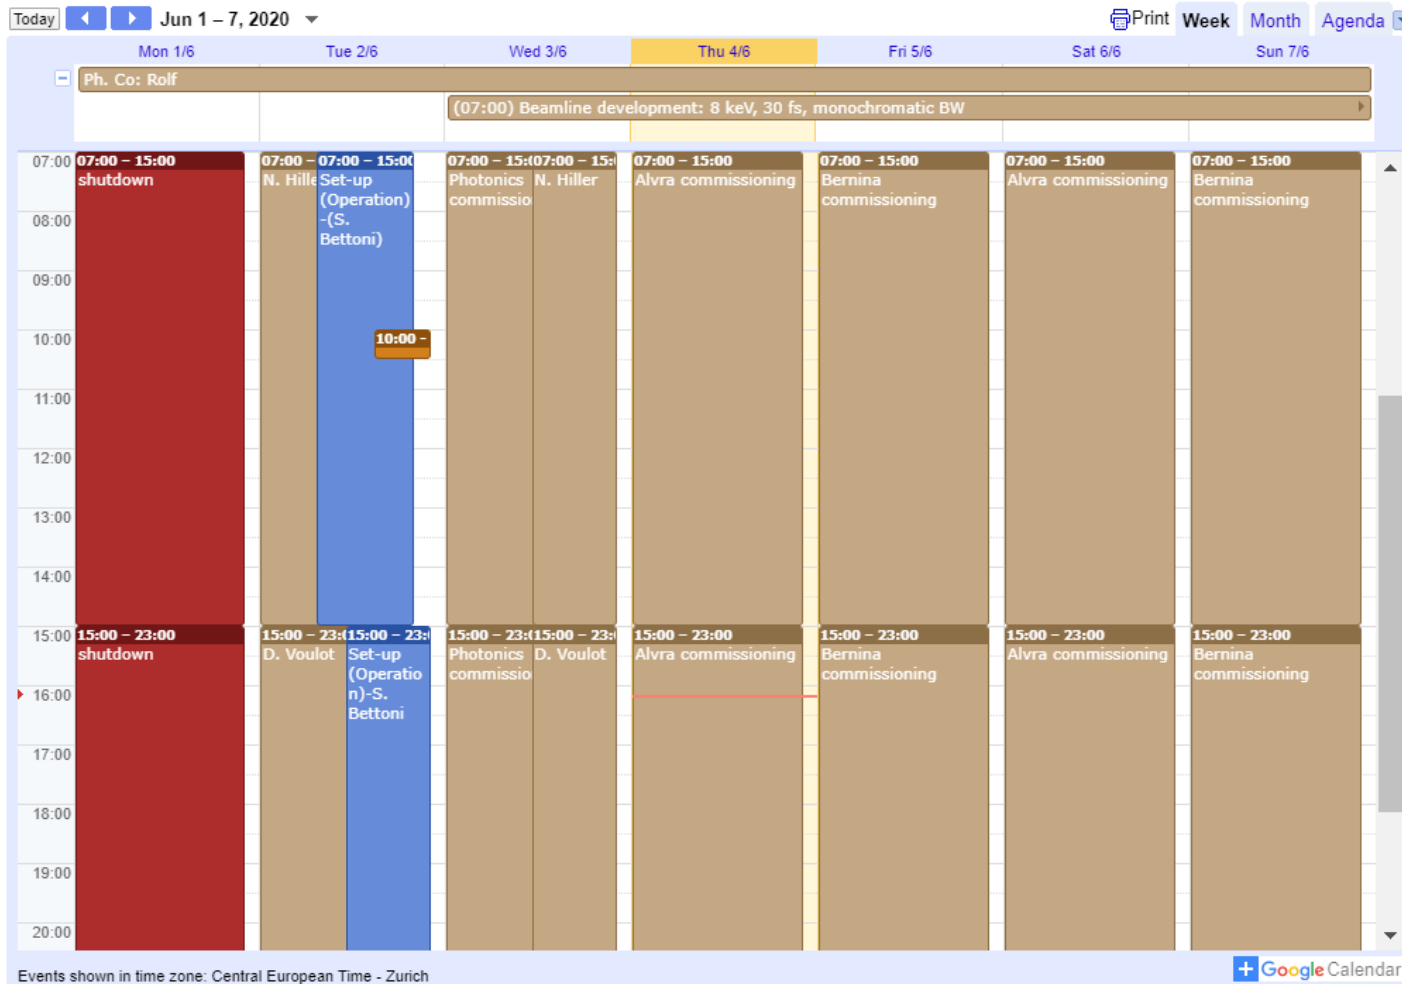 Today Jun 1 – 7, 2020 Print Week Month Agenda
Mon 1/6 Tue 2/6 Wed 3/6 Thu 4/6 Fri 5/6 Sat 6/6 Sun 7/6
Ph. Co: Rolf
(07:00) Beamline development: 8 keV, 30 fs, monochromatic BW
07:00
08:00
09:00
10:00
11:00
12:00
13:00
14:00
15:00
16:00
17:00
18:00
19:00
20:00
07:00 – 15:00
shutdown
15:00 – 23:00
shutdown
07:00 –
N. Hille
07:00 – 15:00
Set-up
(Operation)
-(S.
Bettoni)
10:00 –
15:00 – 23:0
D. Voulot
15:00 – 23:0
Set-up
(Operatio
n)-S.
Bettoni
07:00 – 15:0
Photonics
commissio
07:00 – 15:0
N. Hiller
15:00 – 23:0
Photonics
commissio
15:00 – 23:0
D. Voulot
07:00 – 15:00
Alvra commissioning
15:00 – 23:00
Alvra commissioning
07:00 – 15:00
Bernina
commissioning
15:00 – 23:00
Bernina
commissioning
07:00 – 15:00
Alvra commissioning
15:00 – 23:00
Alvra commissioning
07:00 – 15:00
Bernina
commissioning
15:00 – 23:00
Bernina
commissioning
Events shown in time zone: Central European Time - Zurich
Google Calendar